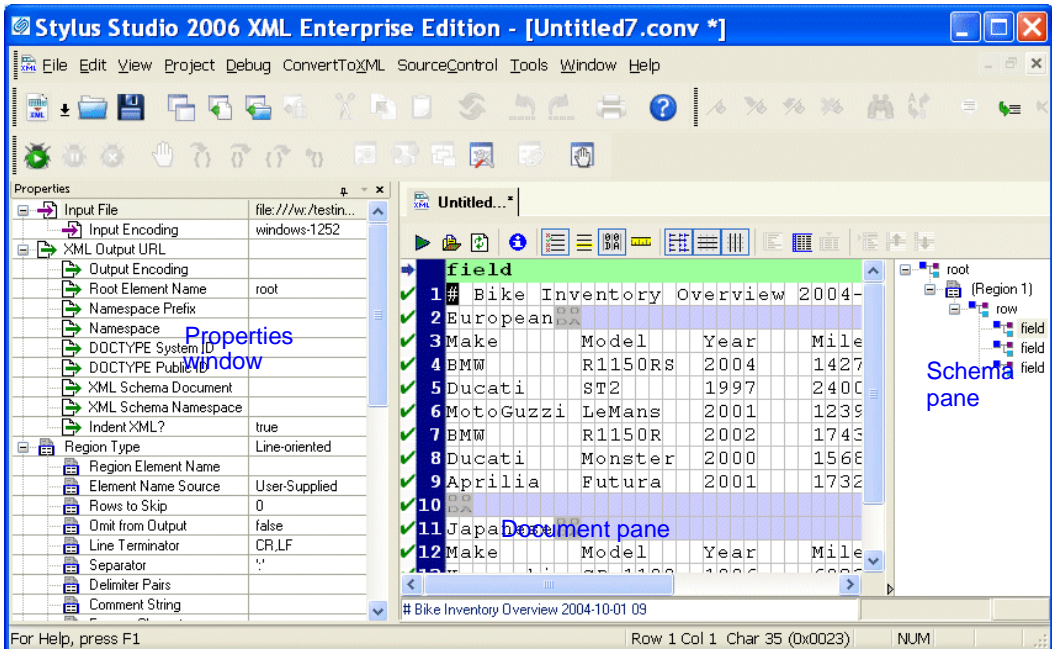 Stylus Studio 2006 XML Enterprise Edition - [Untitled7.conv *]
File Edit View Project Debug ConvertToXML SourceControl Tools Window Help
Properties
Input File file:///w:/testin...
Input Encoding windows-1252
XML Output URL
Output Encoding
Root Element Name root
Namespace Prefix
Namespace
DOCTYPE System ID
DOCTYPE Public ID
XML Schema Document
XML Schema Namespace
Indent XML? true
Region Type Line-oriented
Region Element Name
Element Name Source User-Supplied
Rows to Skip 0
Omit from Output false
Line Terminator CR,LF
Separator
Delimiter Pairs
Comment String
Properties
window
Untitled...*
field
1 # Bike Inventory Overview 2004-
2 European
3 Make Model Year Mile
4 BMW R1150RS 2004 1427
5 Ducati ST2 1997 2400
6 MotoGuzzi LeMans 2001 1239
7 BMW R1150R 2002 1743
8 Ducati Monster 2000 1568
9 Aprilia Futura 2001 1732
10
11 Japanese
12 Make Model Year Mile
Document pane
# Bike Inventory Overview 2004-10-01 09
root
(Region 1)
row
field
field
field
Schema
pane
For Help, press F1 Row 1 Col 1 Char 35 (0x0023) NUM